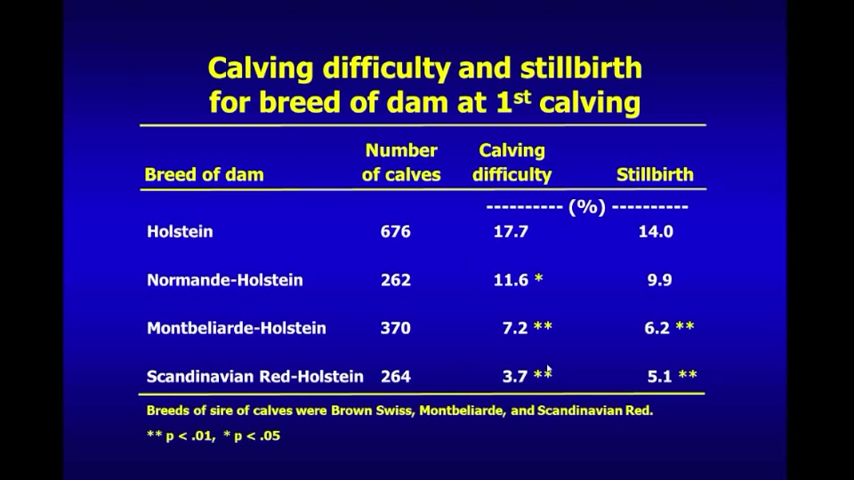 Calving difficulty and stillbirth
for breed of dam at 1st calving
Number Calving
Breed of dam of calves difficulty Stillbirth
---------- (%) ----------
Holstein 676 17.7 14.0
Normande-Holstein 262 11.6 * 9.9
Montbeliarde-Holstein 370 7.2 ** 6.2 **
Scandinavian Red-Holstein 264 3.7 ** 5.1 **
Breeds of sire of calves were Brown Swiss, Montbeliarde, and Scandinavian Red.
** p < .01, * p < .05